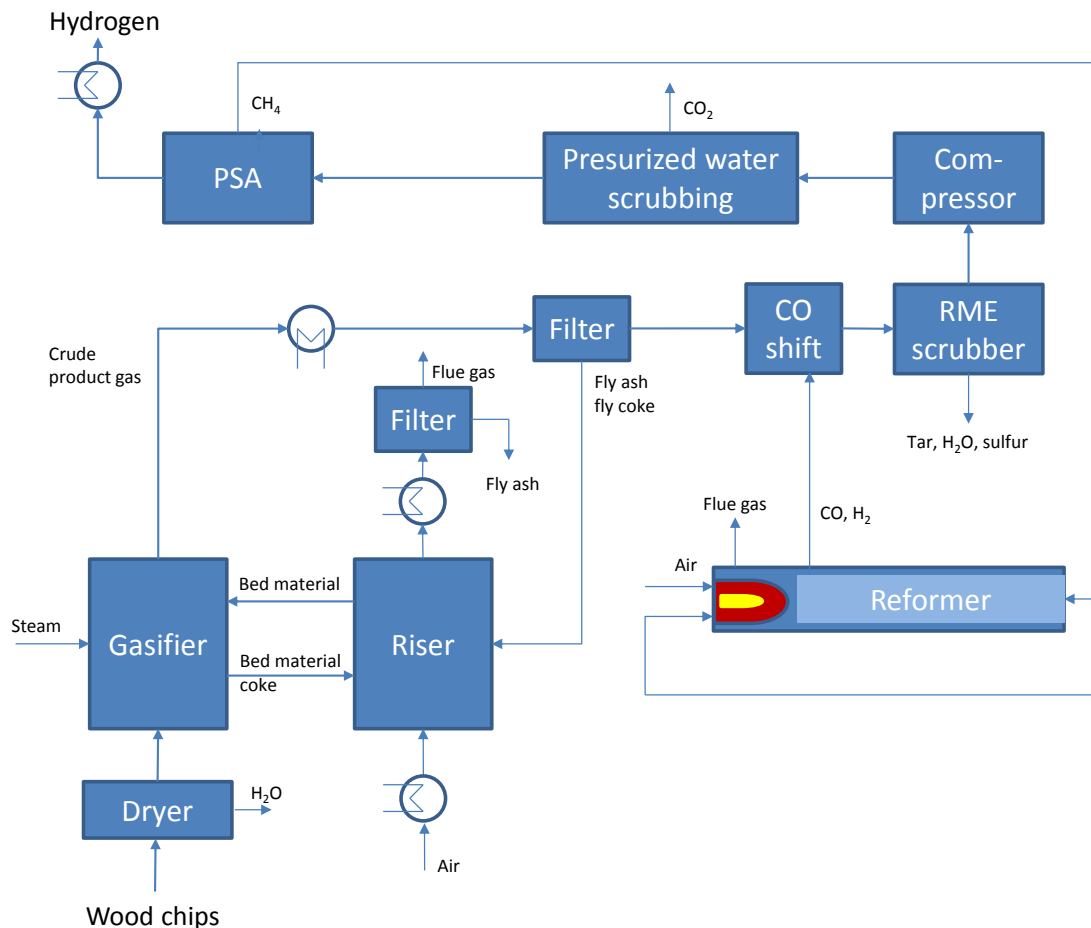 Hydrogen
CH₄
CO₂
PSA
Presurized water
scrubbing
Com-
pressor
Crude
product gas
Filter
CO
shift
RME
scrubber
Flue gas
Fly ash
fly coke
Filter
Fly ash
Tar, H₂O, sulfur
Flue gas
CO, H₂
Air
Reformer
Steam
Gasifier
Bed material
Bed material
coke
Riser
Dryer
H₂O
Air
Wood chips